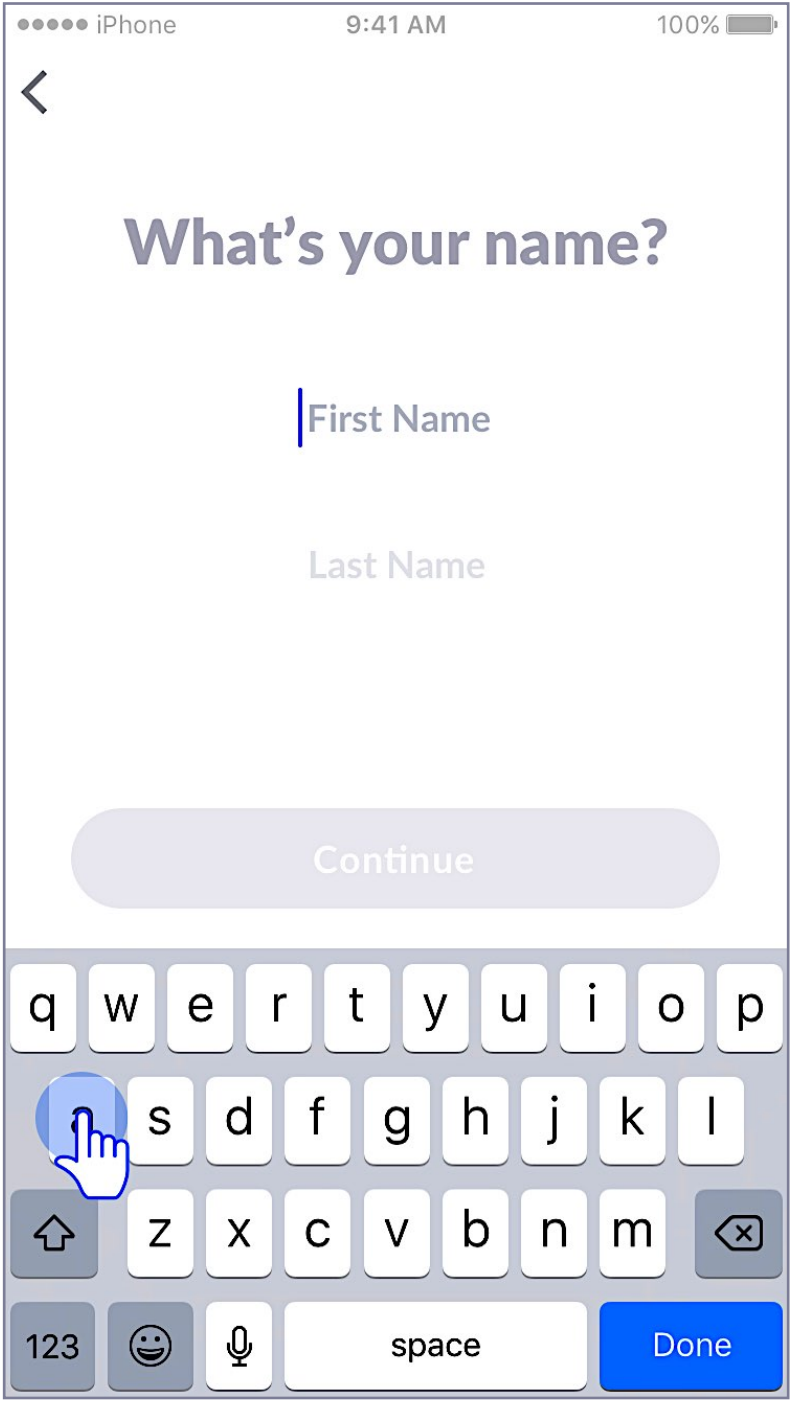 iPhone 9:41 AM 100%
What's your name?
First Name
Last Name
Continue
q w e r t y u i o p
a s d f g h j k l
z x c v b n m
123 space Done